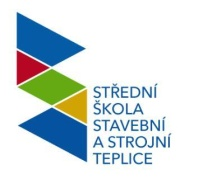 STŘEDNÍ
ŠKOLA
STAVEBNÍ
A STROJNÍ
TEPLICE